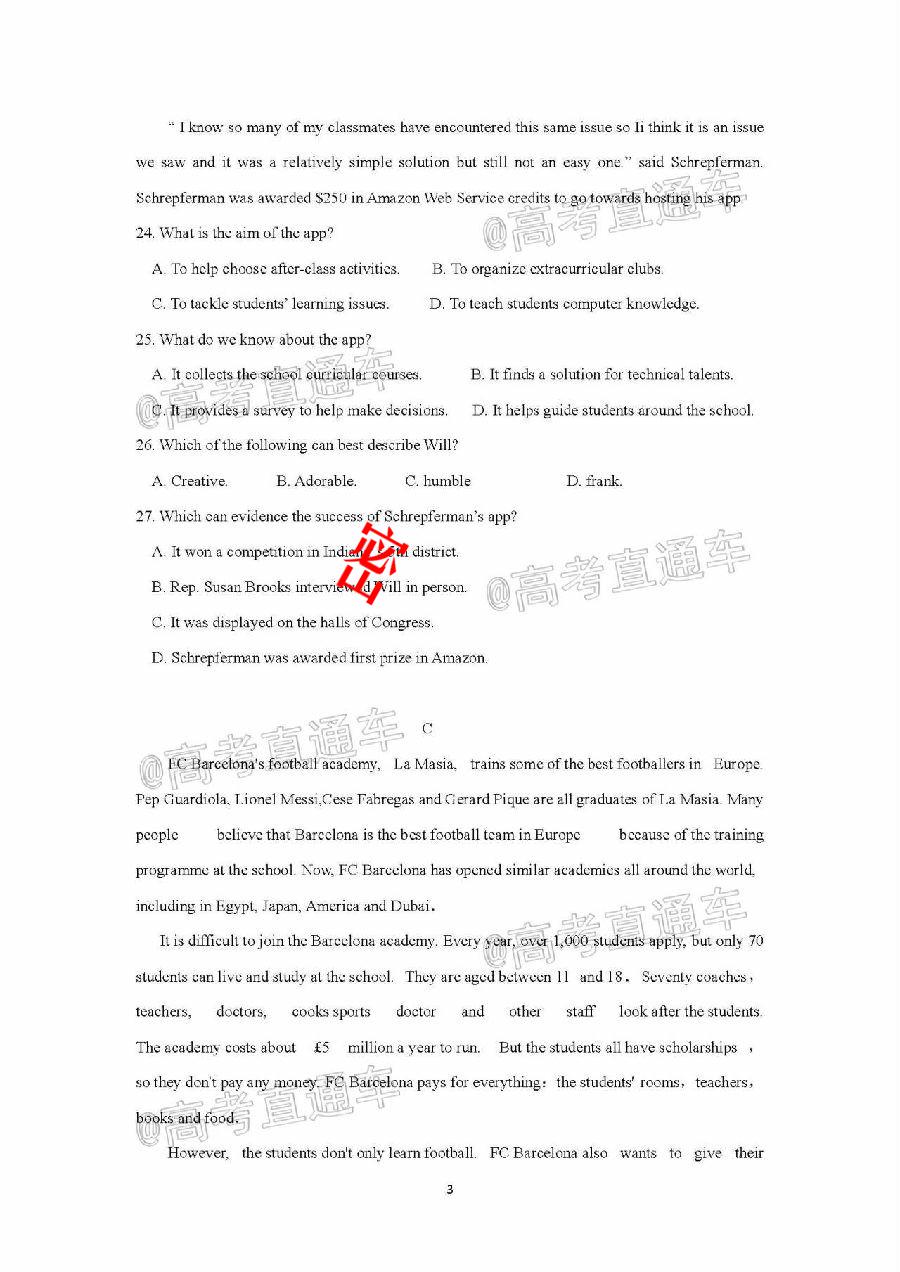 “ I know so many of my classmates have encountered this same issue so Ii think it is an issue
we saw and it was a relatively simple solution but still not an easy one.” said Schrepferman.
Schrepferman was awarded $250 in Amazon Web Service credits to go towards hosting his app
@高考直通车
24. What is the aim of the app?
A. To help choose after-class activities. B. To organize extracurricular clubs.
C. To tackle students’ learning issues. D. To teach students computer knowledge.
25. What do we know about the app?
A. It collects the school curricular courses. B. It finds a solution for technical talents.
@高考直通车
C. It provides a survey to help make decisions. D. It helps guide students around the school.
26. Which of the following can best describe Will?
A. Creative. B. Adorable. C. humble D. frank.
27. Which can evidence the success of Schrepferman’s app?
A. It won a competition in Indiana's 5th district.
密
B. Rep. Susan Brooks interviewed Will in person.
@高考直通车
C. It was displayed on the halls of Congress.
D. Schrepferman was awarded first prize in Amazon.
C
@高考直通车
FC Barcelona's football academy, La Masia, trains some of the best footballers in Europe.
Pep Guardiola, Lionel Messi,Cese Fabregas and Gerard Pique are all graduates of La Masia. Many
people believe that Barcelona is the best football team in Europe because of the training
programme at the school. Now, FC Barcelona has opened similar academies all around the world,
including in Egypt, Japan, America and Dubai．
@高考直通车
It is difficult to join the Barcelona academy. Every year, over 1,000 students apply, but only 70
students can live and study at the school. They are aged between 11 and 18．Seventy coaches，
teachers, doctors, cooks sports doctor and other staff look after the students.
The academy costs about £5 million a year to run. But the students all have scholarships ，
so they don't pay any money. FC Barcelona pays for everything：the students' rooms，teachers，
@高考直通车
books and food．
However, the students don't only learn football. FC Barcelona also wants to give their
3